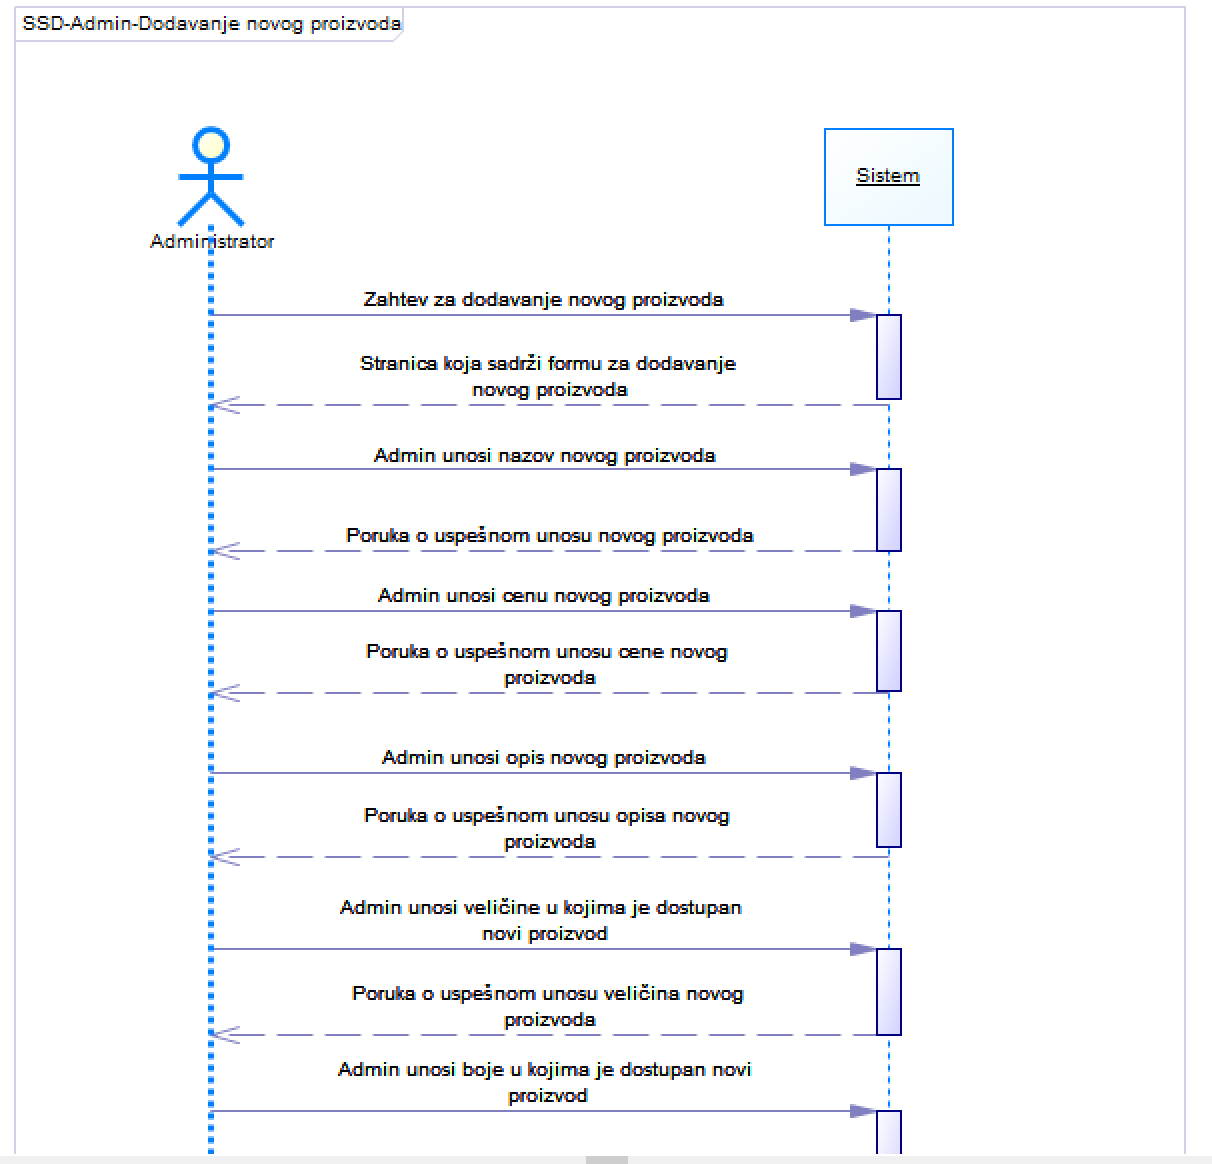 SSD-Admin-Dodavanje novog proizvoda
Sistem
Administrator
Zahtev za dodavanje novog proizvoda
Stranica koja sadrži formu za dodavanje
novog proizvoda
Admin unosi nazov novog proizvoda
Poruka o uspešnom unosu novog proizvoda
Admin unosi cenu novog proizvoda
Poruka o uspešnom unosu cene novog
proizvoda
Admin unosi opis novog proizvoda
Poruka o uspešnom unosu opisa novog
proizvoda
Admin unosi veličine u kojima je dostupan
novi proizvod
Poruka o uspešnom unosu veličina novog
proizvoda
Admin unosi boje u kojima je dostupan novi
proizvod